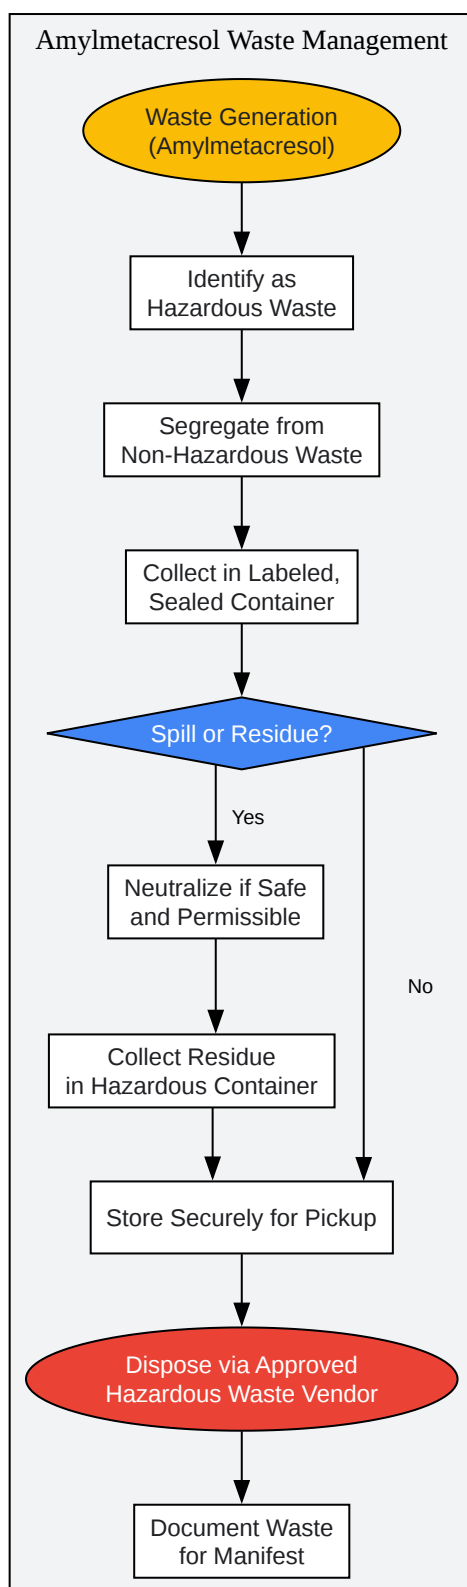 Amylmetacresol Waste Management
Waste Generation
(Amylmetacresol)
Identify as
Hazardous Waste
Segregate from
Non-Hazardous Waste
Collect in Labeled,
Sealed Container
Spill or Residue?
Yes
Neutralize if Safe
and Permissible
No
Collect Residue
in Hazardous Container
Store Securely for Pickup
Dispose via Approved
Hazardous Waste Vendor
Document Waste
for Manifest